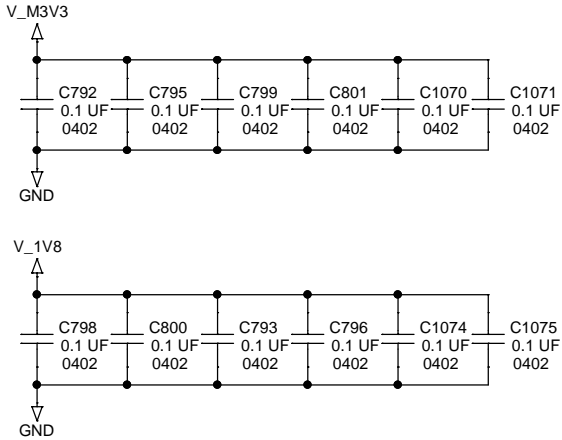 V_M3V3
C792 C795 C799 C801 C1070 C1071
0.1 UF 0.1 UF 0.1 UF 0.1 UF 0.1 UF 0.1 UF
0402 0402 0402 0402 0402 0402
GND
V_1V8
C798 C800 C793 C796 C1074 C1075
0.1 UF 0.1 UF 0.1 UF 0.1 UF 0.1 UF 0.1 UF
0402 0402 0402 0402 0402 0402
GND